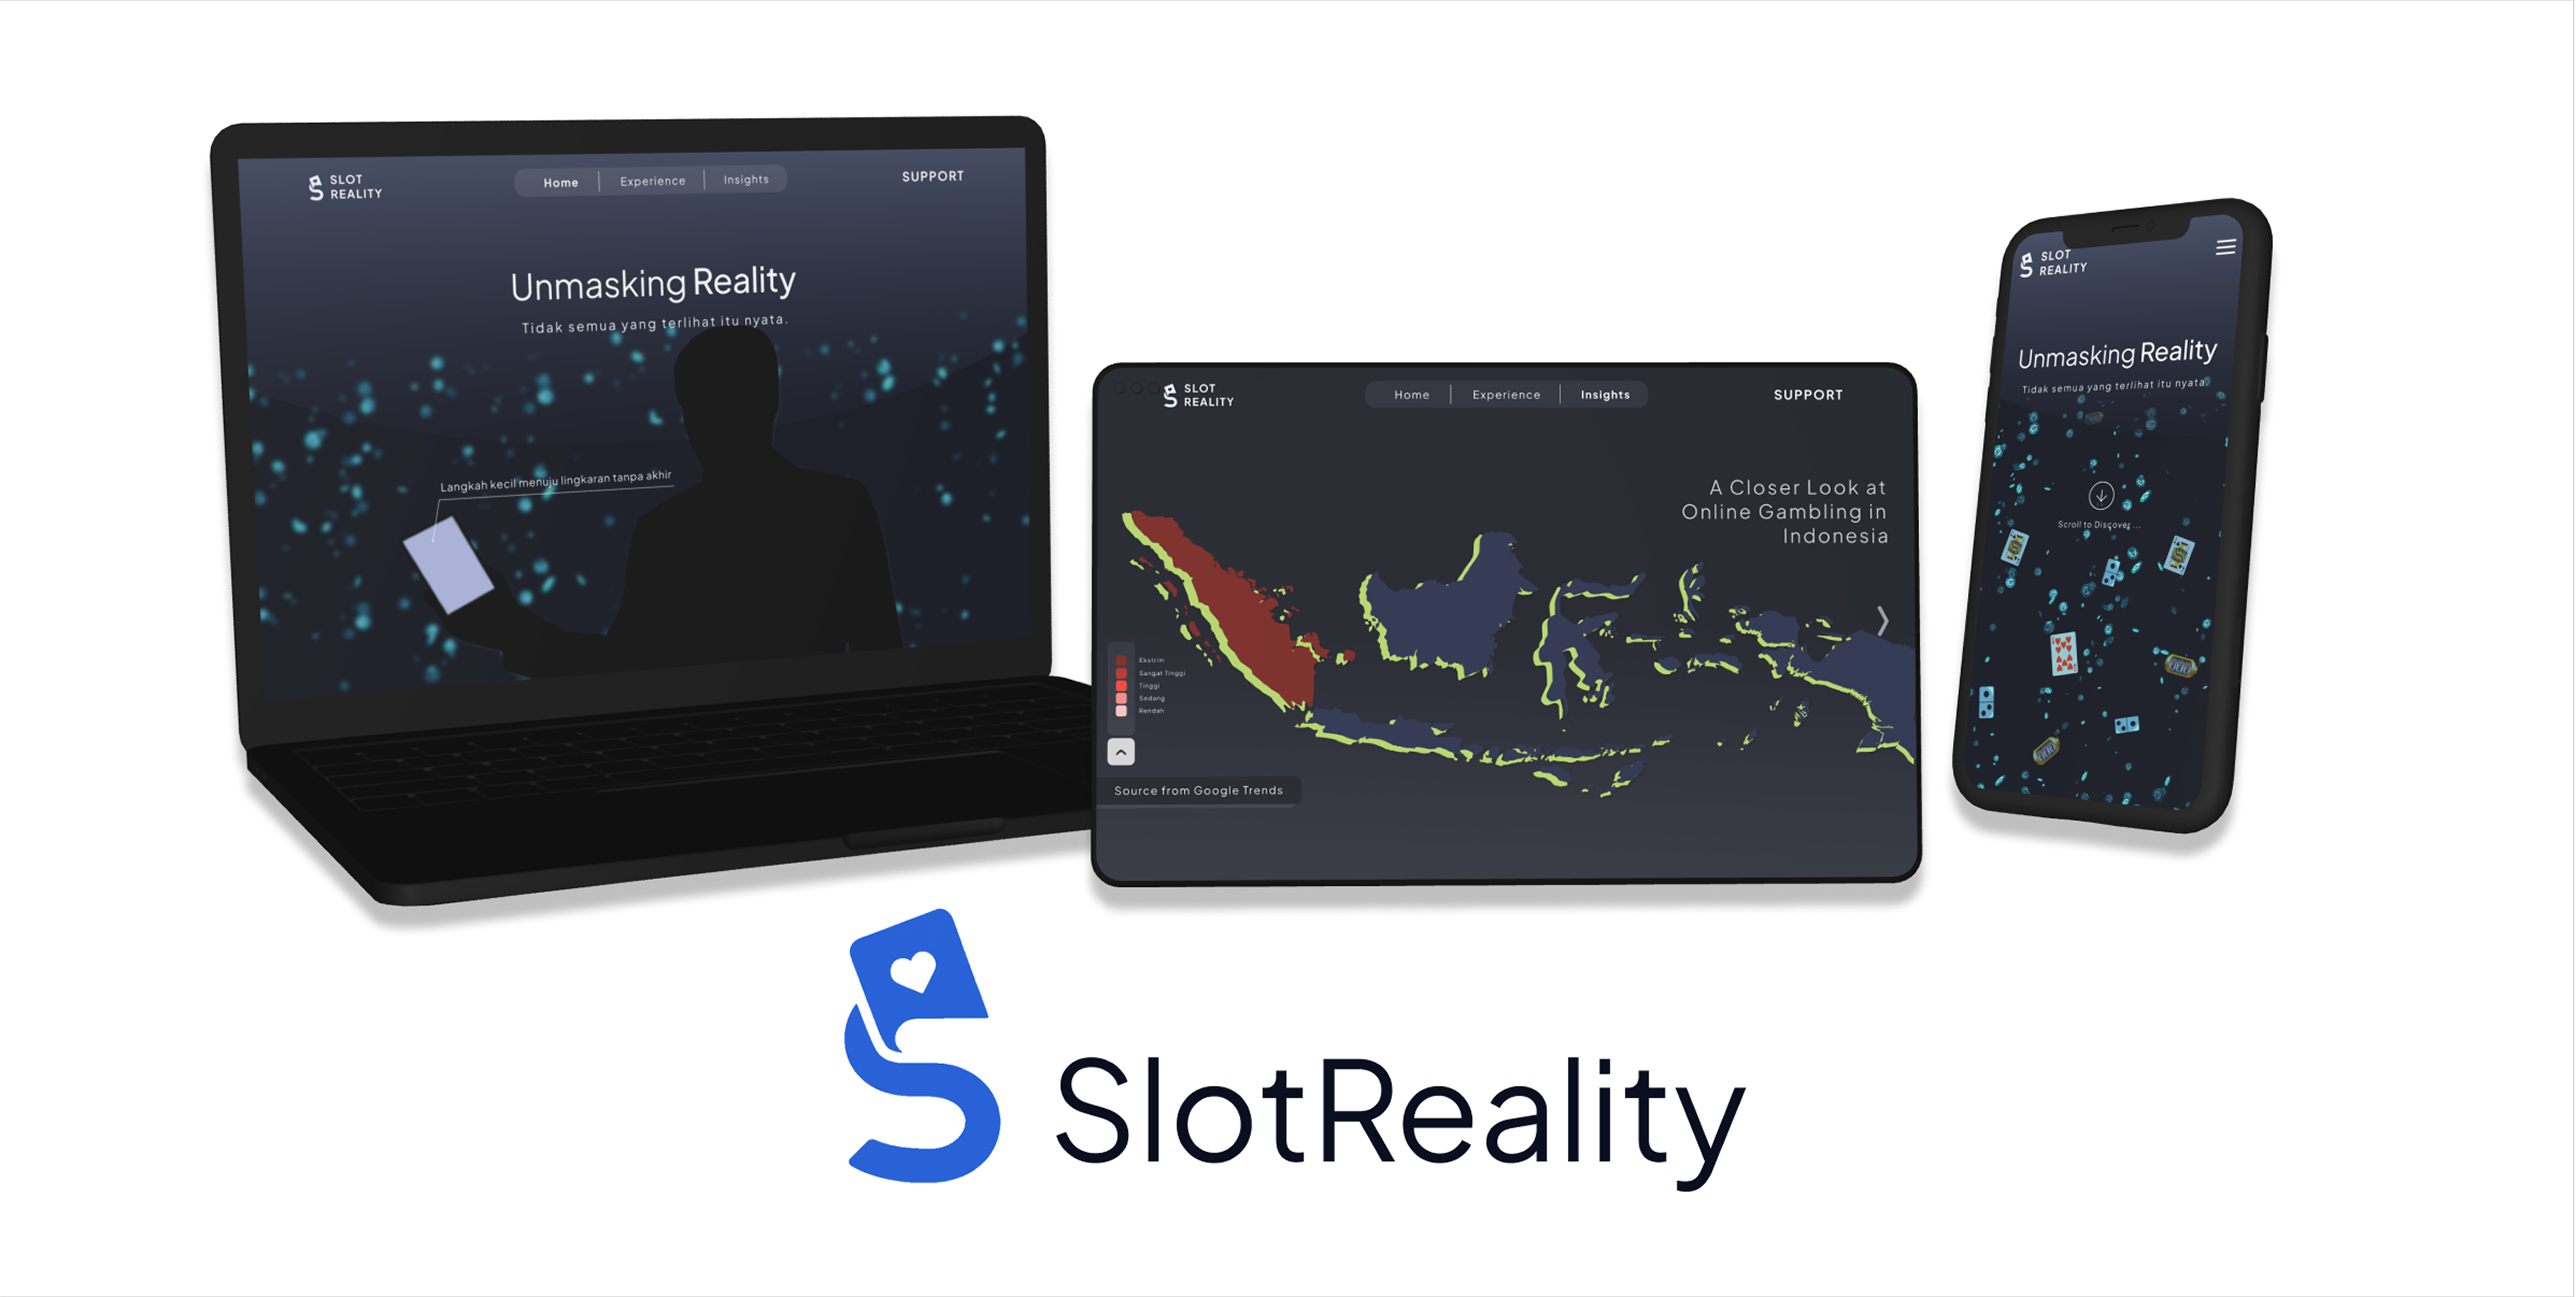 SLOT
REALITY
Home
Experience
Insights
SUPPORT
Unmasking Reality
Tidak semua yang terlihat itu nyata.
Langkah kecil menuju lingkaran tanpa akhir
SLOT
REALITY
Home
Experience
Insights
SUPPORT
A Closer Look at
Online Gambling in
Indonesia
Ekstrim
Sangat Tinggi
Tinggi
Sedang
Rendah
Source from Google Trends
SLOT
REALITY
Unmasking Reality
Tidak semua yang terlihat itu nyata.
Scroll to Discover ...
SlotReality